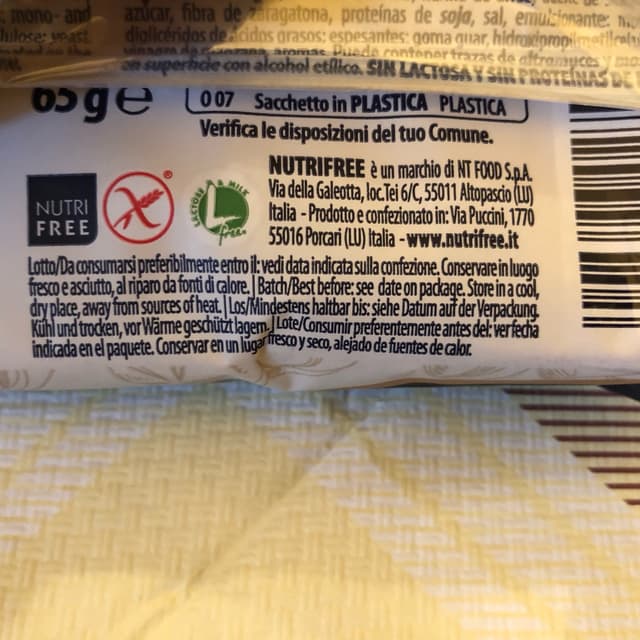 mono- and azúcar, fibra de zaragatona, proteínas de soja, sal, emulsionante:
diglicéridos de ácidos grasos; espesantes: goma guar,
vinagre de manzana, aromas. Puede contener trazas de altramuces y
en superficie con alcohol etílico. SIN LACTOSA Y SIN PROTEÍNAS DE
65 g e
007 Sacchetto in PLASTICA PLASTICA
Verifica le disposizioni del tuo Comune.
NUTRI
FREE
LACTOSE & MILK
free
NUTRIFREE è un marchio di NT FOOD S.p.A.
Via della Galeotta, loc.Tei 6/C, 55011 Altopascio (LU)
Italia - Prodotto e confezionato in: Via Puccini, 1770
55016 Porcari (LU) Italia - www.nutrifree.it
Lotto/Da consumarsi preferibilmente entro il: vedi data indicata sulla confezione. Conservare in luogo
fresco e asciutto, al riparo da fonti di calore. | Batch/Best before: see date on package. Store in a cool,
dry place, away from sources of heat. | Los/Mindestens haltbar bis: siehe Datum auf der Verpackung.
Kühl und trocken, vor Wärme geschützt lagern. | Lote/Consumir preferentemente antes del: ver fecha
indicada en el paquete. Conservar en un lugar fresco y seco, alejado de fuentes de calor.